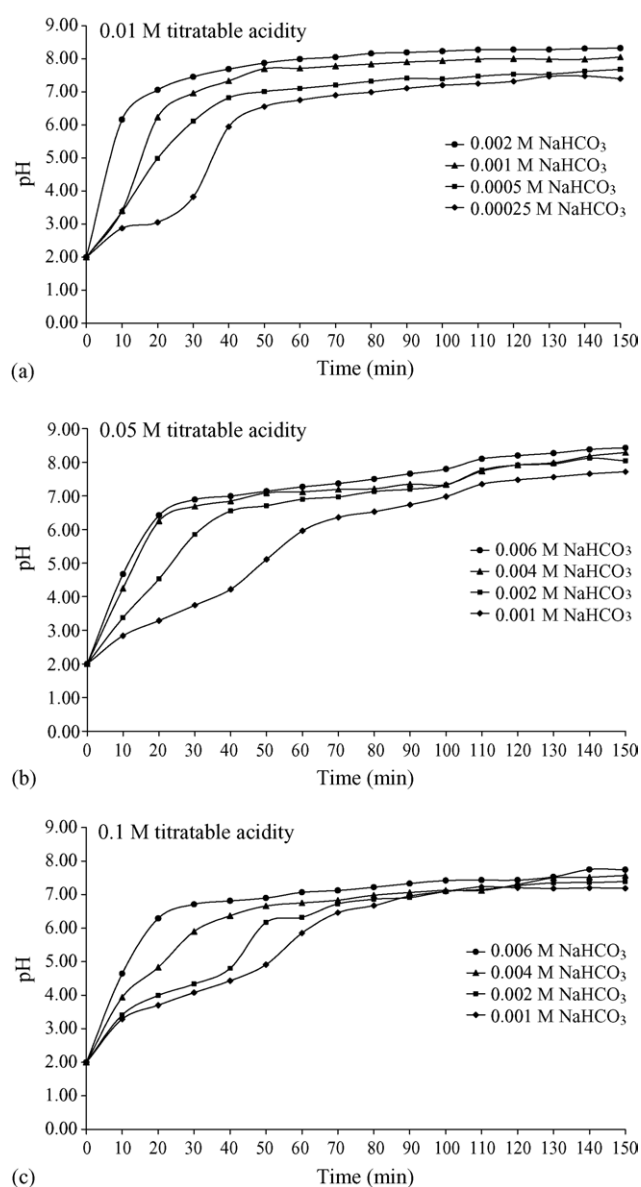 0.01 M titratable acidity
9.00
8.00
7.00
6.00
5.00
4.00
3.00
2.00
1.00
0.00
pH
0.002 M NaHCO₃
0.001 M NaHCO₃
0.0005 M NaHCO₃
0.00025 M NaHCO₃
0 10 20 30 40 50 60 70 80 90 100 110 120 130 140 150
Time (min)
(a)
0.05 M titratable acidity
9.00
8.00
7.00
6.00
5.00
4.00
3.00
2.00
1.00
0.00
pH
0.006 M NaHCO₃
0.004 M NaHCO₃
0.002 M NaHCO₃
0.001 M NaHCO₃
0 10 20 30 40 50 60 70 80 90 100 110 120 130 140 150
Time (min)
(b)
0.1 M titratable acidity
9.00
8.00
7.00
6.00
5.00
4.00
3.00
2.00
1.00
0.00
pH
0.006 M NaHCO₃
0.004 M NaHCO₃
0.002 M NaHCO₃
0.001 M NaHCO₃
0 10 20 30 40 50 60 70 80 90 100 110 120 130 140 150
Time (min)
(c)